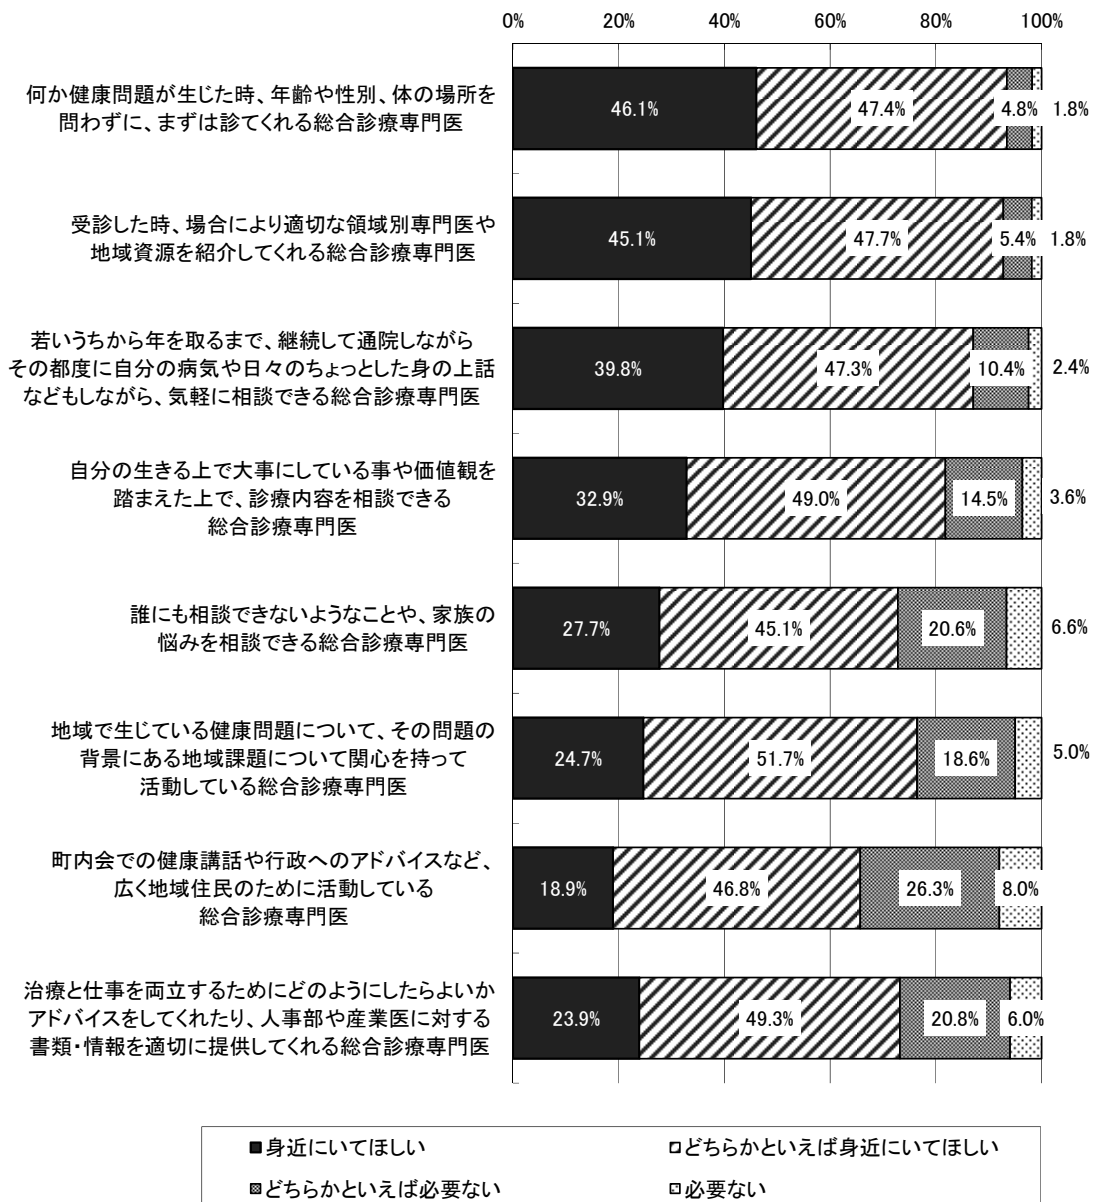 0% 20% 40% 60% 80% 100%
何か健康問題が生じた時、年齢や性別、体の場所を
問わずに、まずは診てくれる総合診療専門医
46.1% 47.4% 4.8% 1.8%
受診した時、場合により適切な領域別専門医や
地域資源を紹介してくれる総合診療専門医
45.1% 47.7% 5.4% 1.8%
若いうちから年を取るまで、継続して通院しながら
その都度に自分の病気や日々のちょっとした身の上話
などもしながら、気軽に相談できる総合診療専門医
39.8% 47.3% 10.4% 2.4%
自分の生きる上で大事にしている事や価値観を
踏まえた上で、診療内容を相談できる
総合診療専門医
32.9% 49.0% 14.5% 3.6%
誰にも相談できないようなことや、家族の
悩みを相談できる総合診療専門医
27.7% 45.1% 20.6% 6.6%
地域で生じている健康問題について、その問題の
背景にある地域課題について関心を持って
活動している総合診療専門医
24.7% 51.7% 18.6% 5.0%
町内会での健康講話や行政へのアドバイスなど、
広く地域住民のために活動している
総合診療専門医
18.9% 46.8% 26.3% 8.0%
治療と仕事を両立するためにどのようにしたらよいか
アドバイスをしてくれたり、人事部や産業医に対する
書類・情報を適切に提供してくれる総合診療専門医
23.9% 49.3% 20.8% 6.0%
身近にいてほしい どちらかといえば身近にいてほしい
どちらかといえば必要ない 必要ない